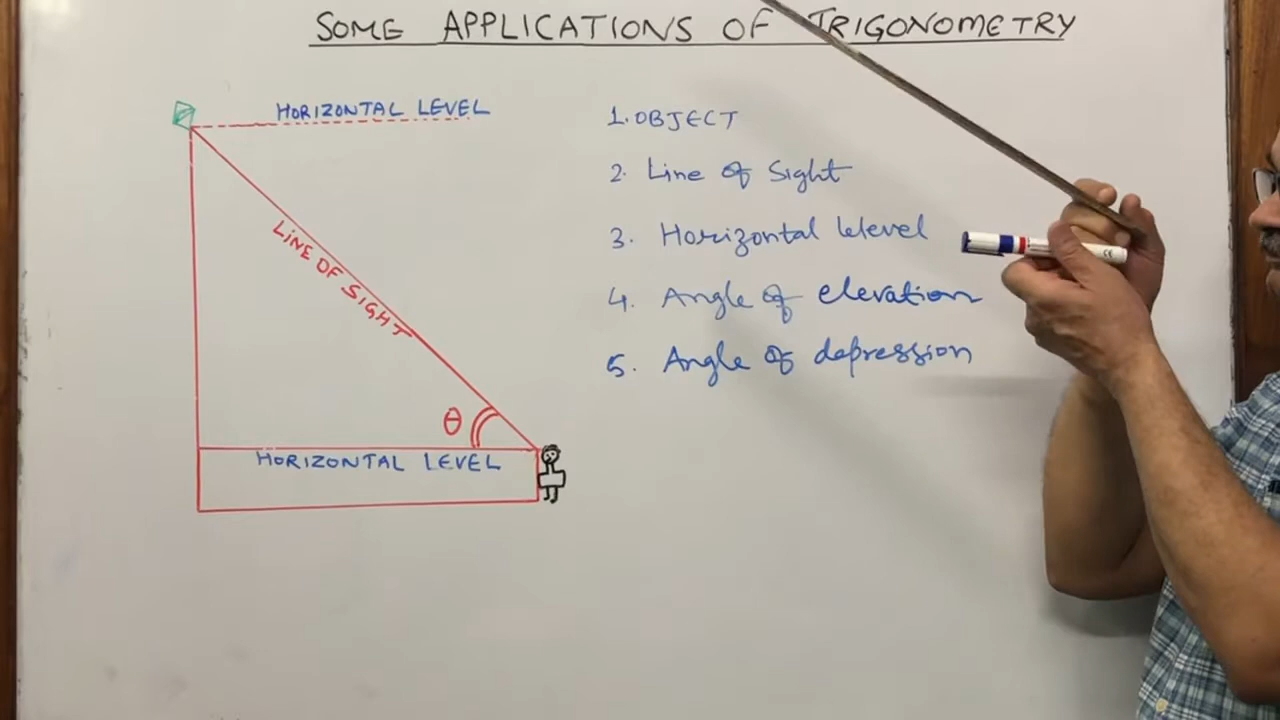 SOME APPLICATIONS OF TRIGONOMETRY
HORIZONTAL LEVEL
LINE OF SIGHT
θ
HORIZONTAL LEVEL
1. OBJECT
2. Line of Sight
3. Horizontal level
4. Angle of elevation
5. Angle of depression